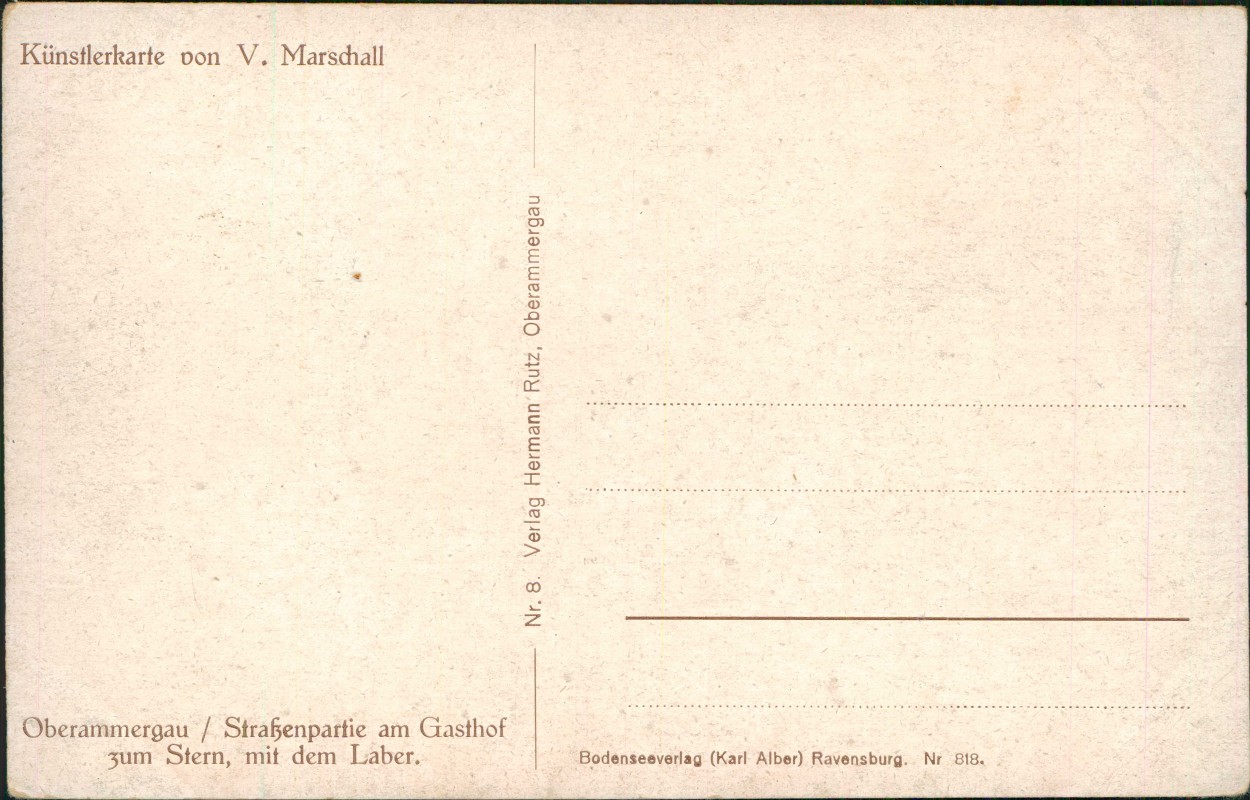 Künstlerkarte von V. Marschall
Oberammergau / Straßenpartie am Gasthof
zum Stern, mit dem Laber.
Nr. 8. Verlag Hermann Rutz, Oberammergau
Bodenseeverlag (Karl Alber) Ravensburg. Nr 818.